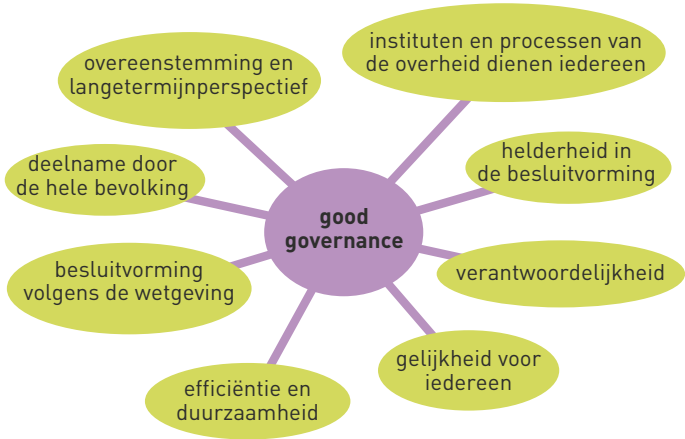 instituten en processen van
de overheid dienen iedereen
overeenstemming en
langetermijnperspectief
helderheid in
de besluitvorming
deelname door
de hele bevolking
good
governance
verantwoordelijkheid
besluitvorming
volgens de wetgeving
gelijkheid voor
iedereen
efficiëntie en
duurzaamheid